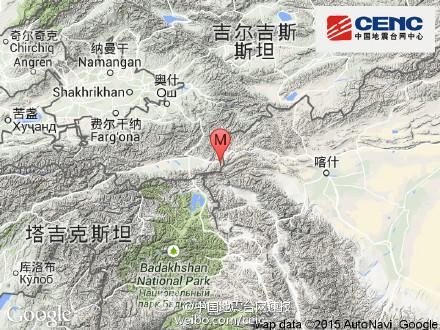 奇尔奇克
Chirchiq
Angren
纳曼干
Namangan
吉尔吉斯
斯坦
CENC
中国地震台网中心
Shakhrikhan
奥什
Ош
苦盏
Худжанд
费尔干纳
Farg'ona
M
喀什
塔吉克斯坦
库洛布
Кулоб
Badakhshan
National Park
Национальный
парк
@中国地震台网速报
weibo.com/cenc
Google
Map data ©2015 AutoNavi, Google